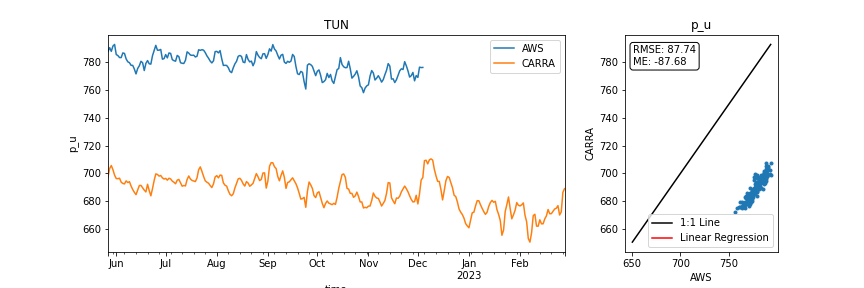 TUN
p_u
780
760
740
720
700
680
660
p_u
AWS
CARRA
Jun
Jul
Aug
Sep
Oct
Nov
Dec
Jan
2023
Feb
time
p_u
RMSE: 87.74
ME: -87.68
780
760
740
720
700
680
660
CARRA
1:1 Line
Linear Regression
650
700
750
AWS